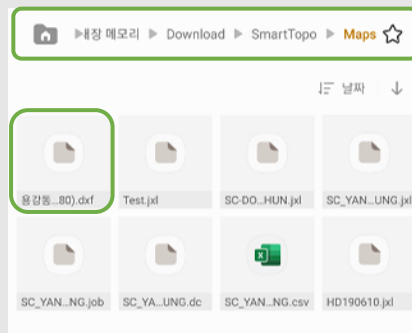 내장 메모리 ▶ Download ▶ SmartTopo ▶ Maps
날짜
용강동...80).dxf Test.jxl SC-DO...HUN.jxl SC_YAN...UNG.jxl
SC_YAN...NG.job SC_YA...UNG.dc SC_YAN...NG.csv HD190610.jxl